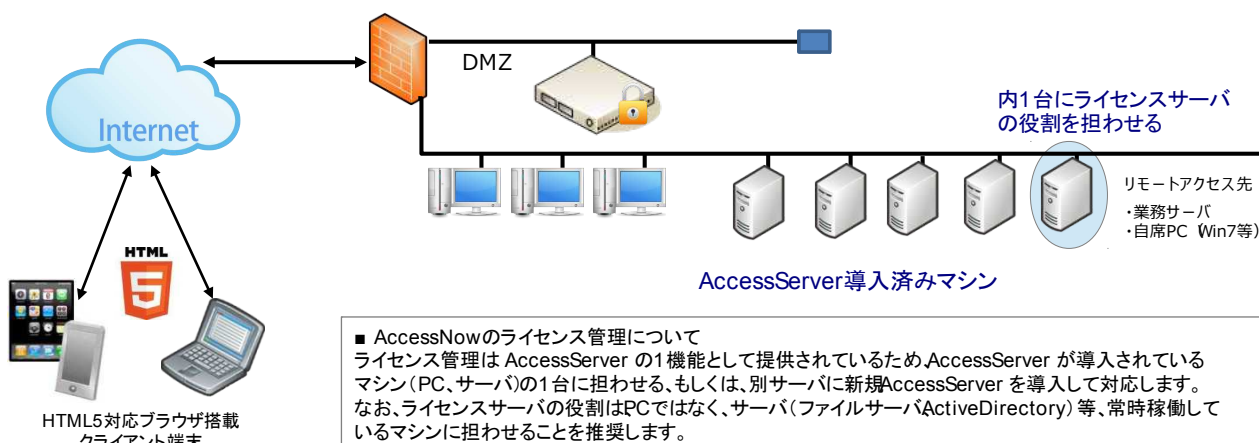 DMZ
内1台にライセンスサーバ
の役割を担わせる
Internet
リモートアクセス先
・業務サーバ
・自席PC（Win7等）
HTML
5
AccessServer導入済みマシン
■ AccessNowのライセンス管理について
ライセンス管理は AccessServer の1機能として提供されているため、AccessServer が導入されている
マシン（PC、サーバ）の1台に担わせる、もしくは、別サーバに新規AccessServer を導入して対応します。
なお、ライセンスサーバの役割はPCではなく、サーバ（ファイルサーバ、ActiveDirectory）等、常時稼働して
いるマシンに担わせることを推奨します。
HTML5対応ブラウザ搭載
クライアント端末